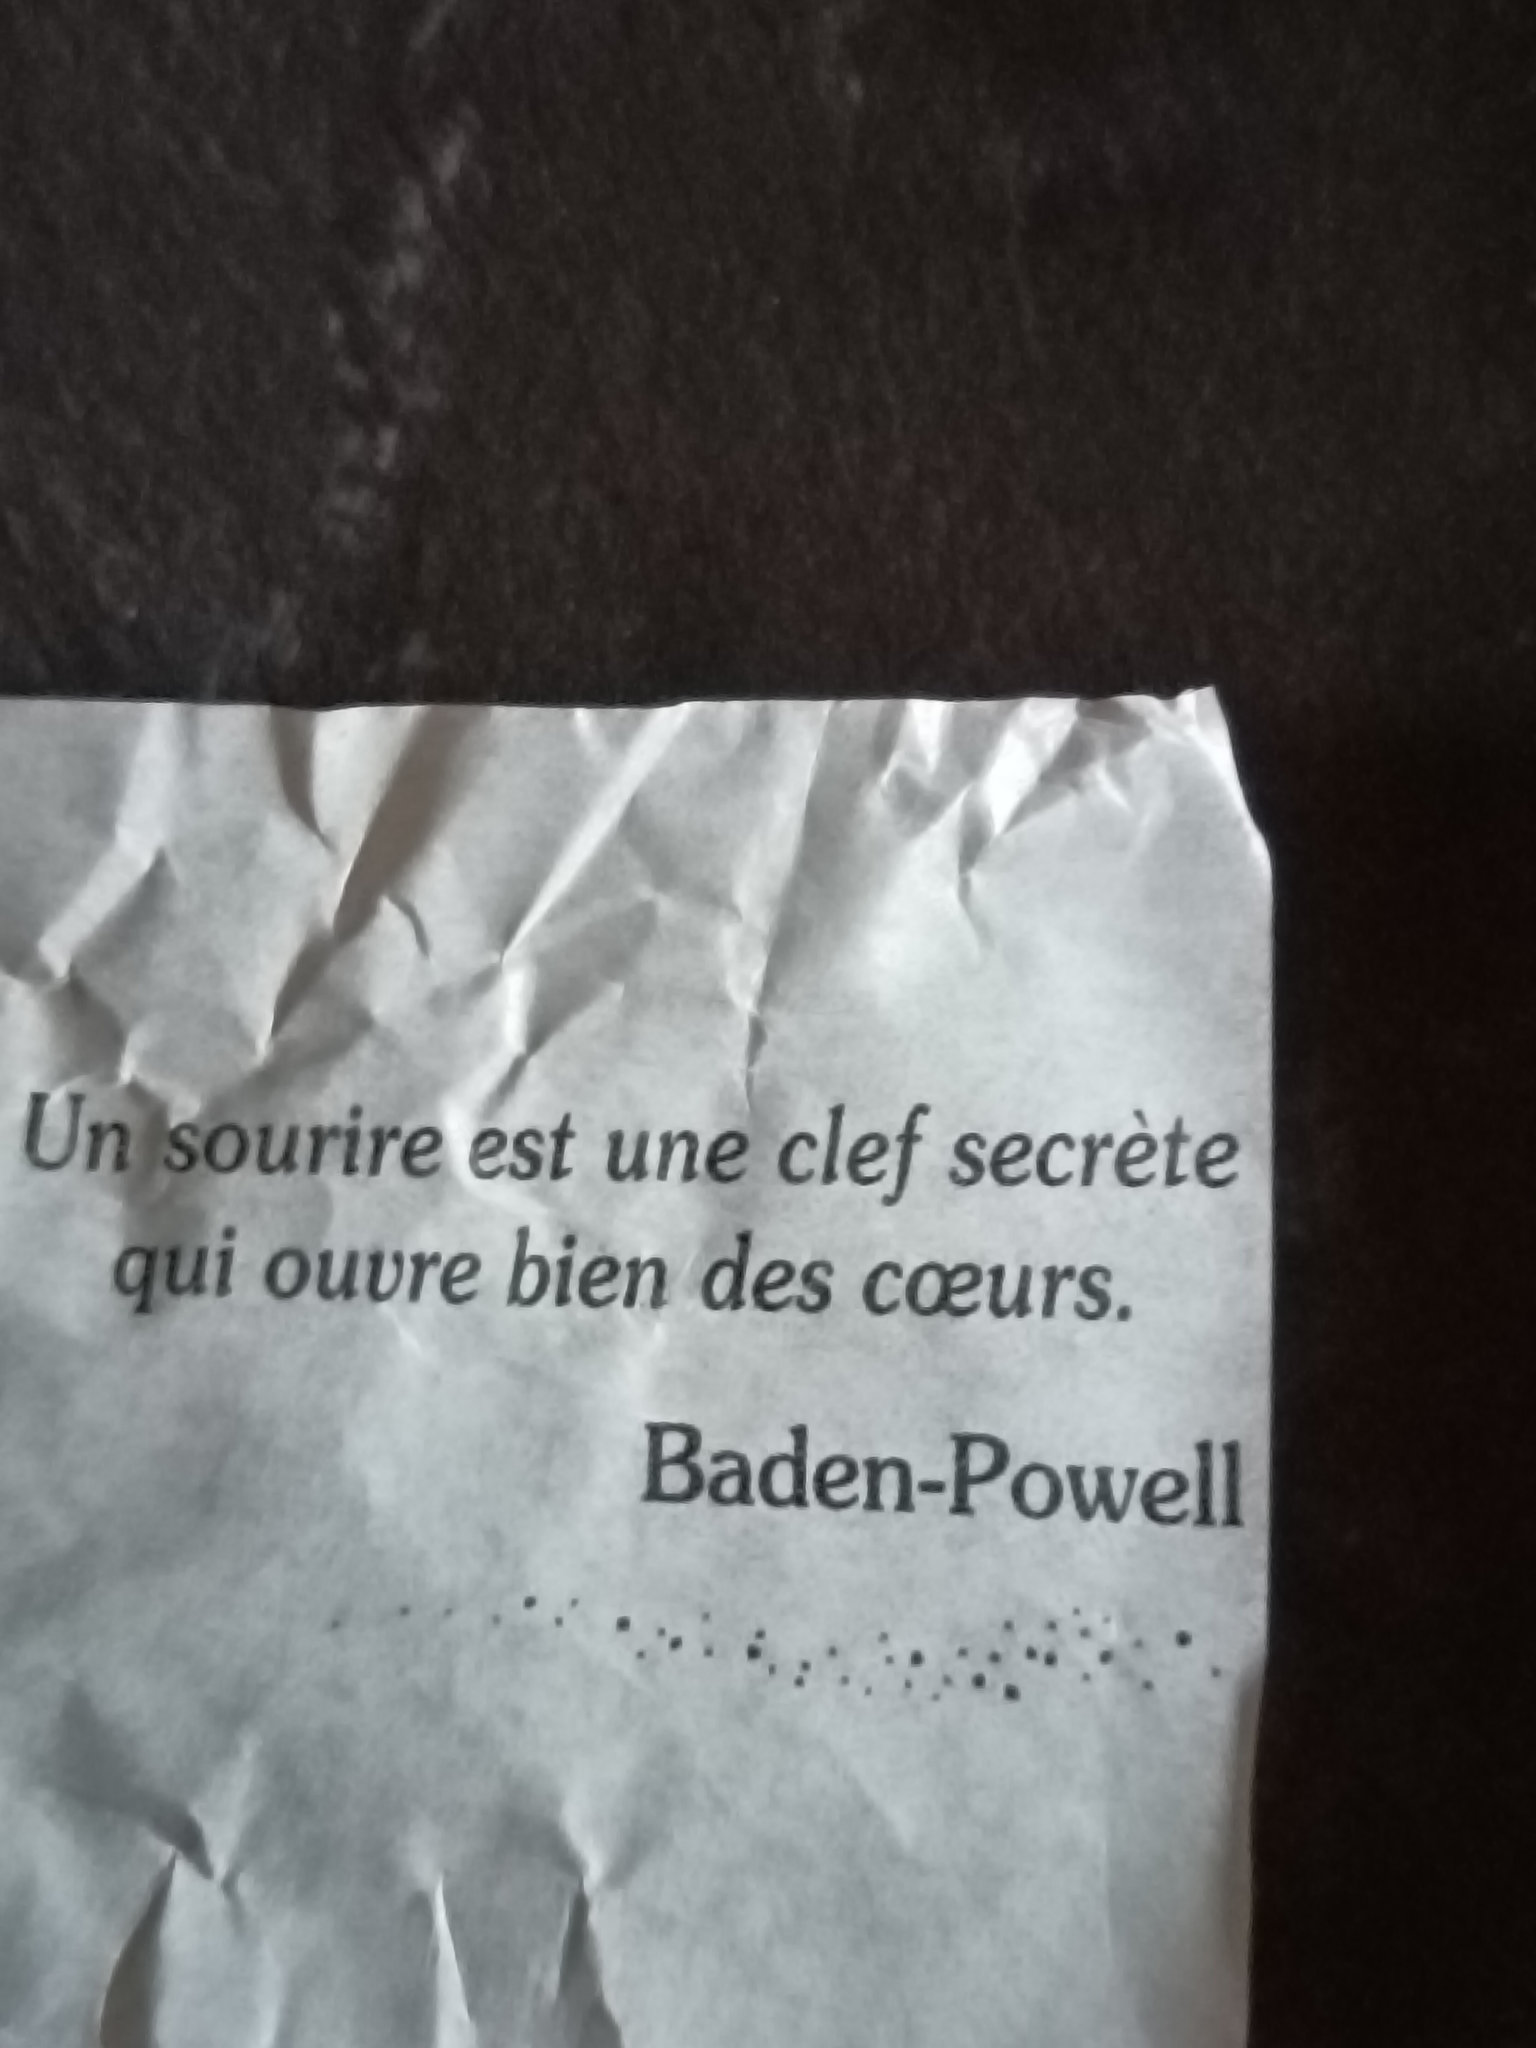 Un sourire est une clef secrète
qui ouvre bien des cœurs.
Baden-Powell